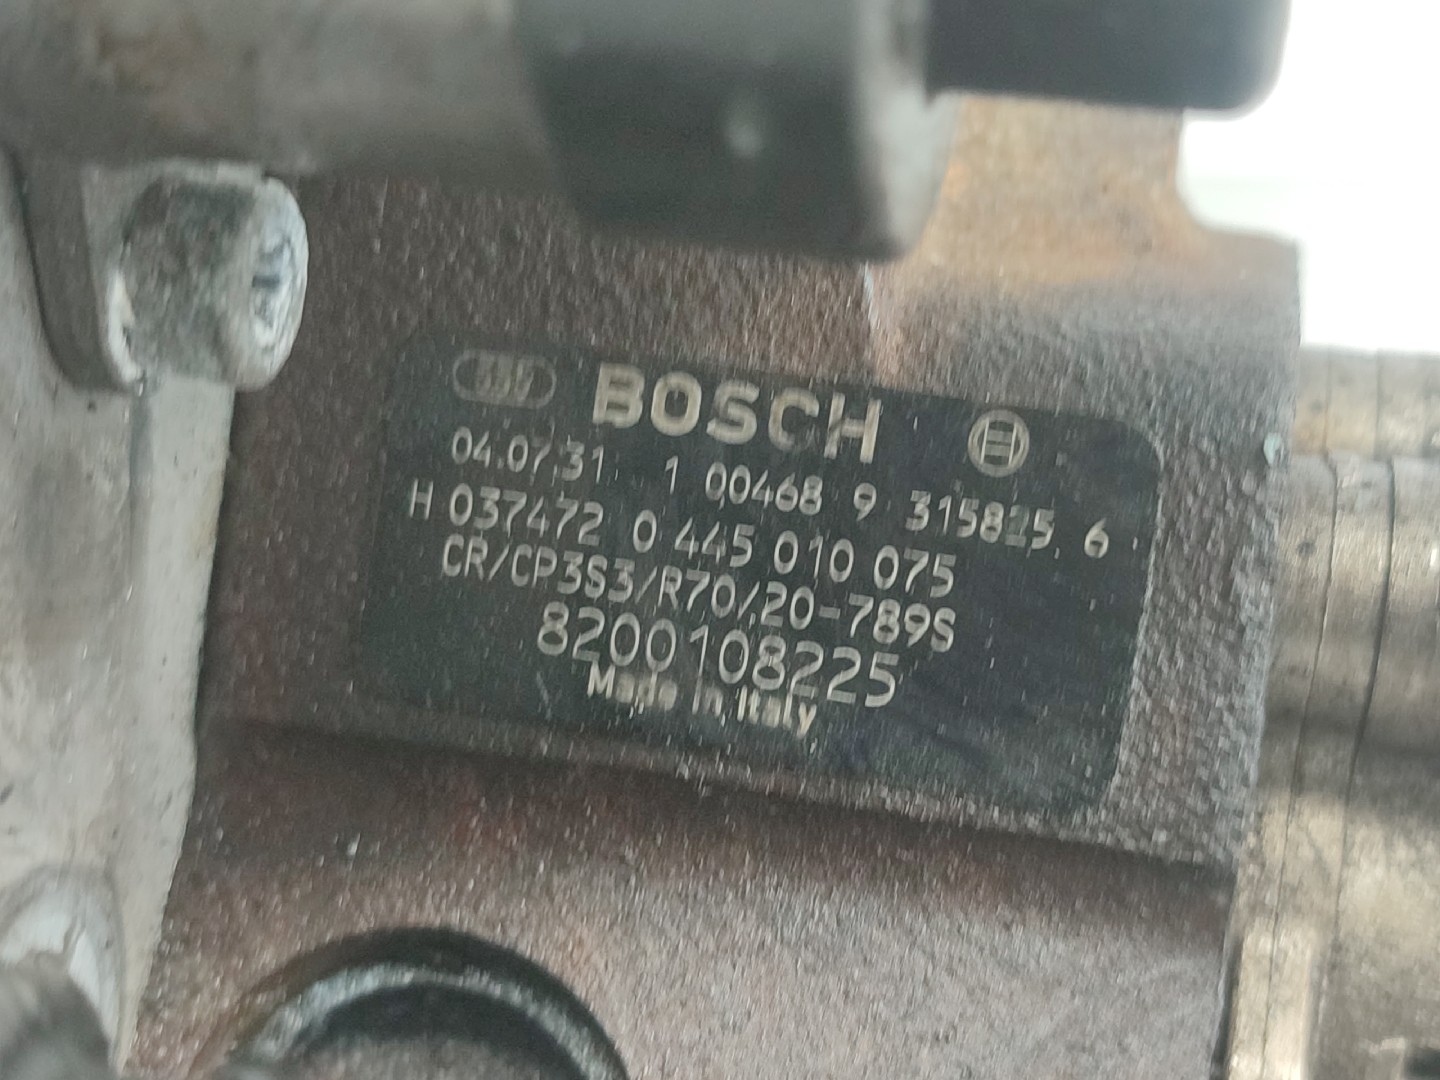 BOSCH
04.07.31 1 00468 9 315825 6
H 037472 0 445 010 075
CR/CP3S3/R70/20-789S
8200108225
Made in Italy